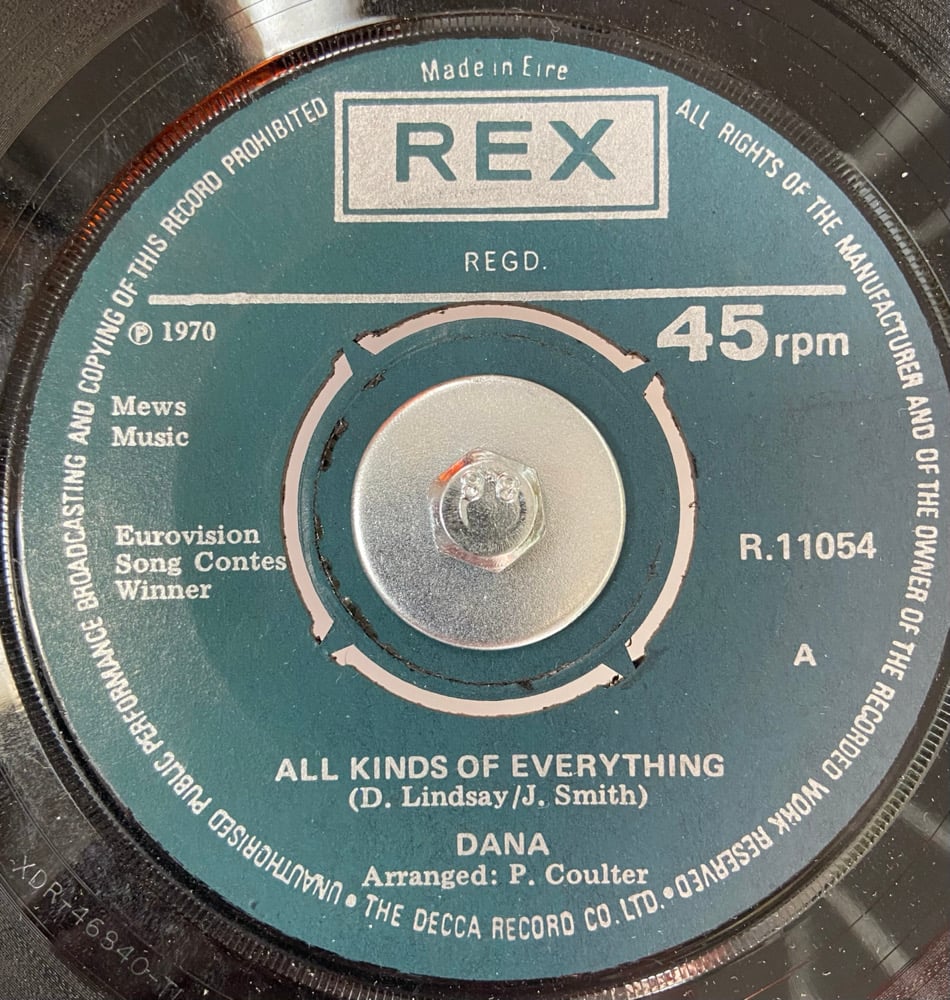 Made in Eire
REX
REGD.
℗ 1970
45 rpm
Mews
Music
Eurovision
Song Contes
Winner
R.11054
A
ALL KINDS OF EVERYTHING
(D. Lindsay/J. Smith)
DANA
Arranged: P. Coulter
ALL RIGHTS OF THE MANUFACTURER AND OF THE OWNER OF THE RECORDED WORK RESERVED • THE DECCA RECORD CO. LTD. • UNAUTHORISED PUBLIC PERFORMANCE BROADCASTING AND COPYING OF THIS RECORD PROHIBITED